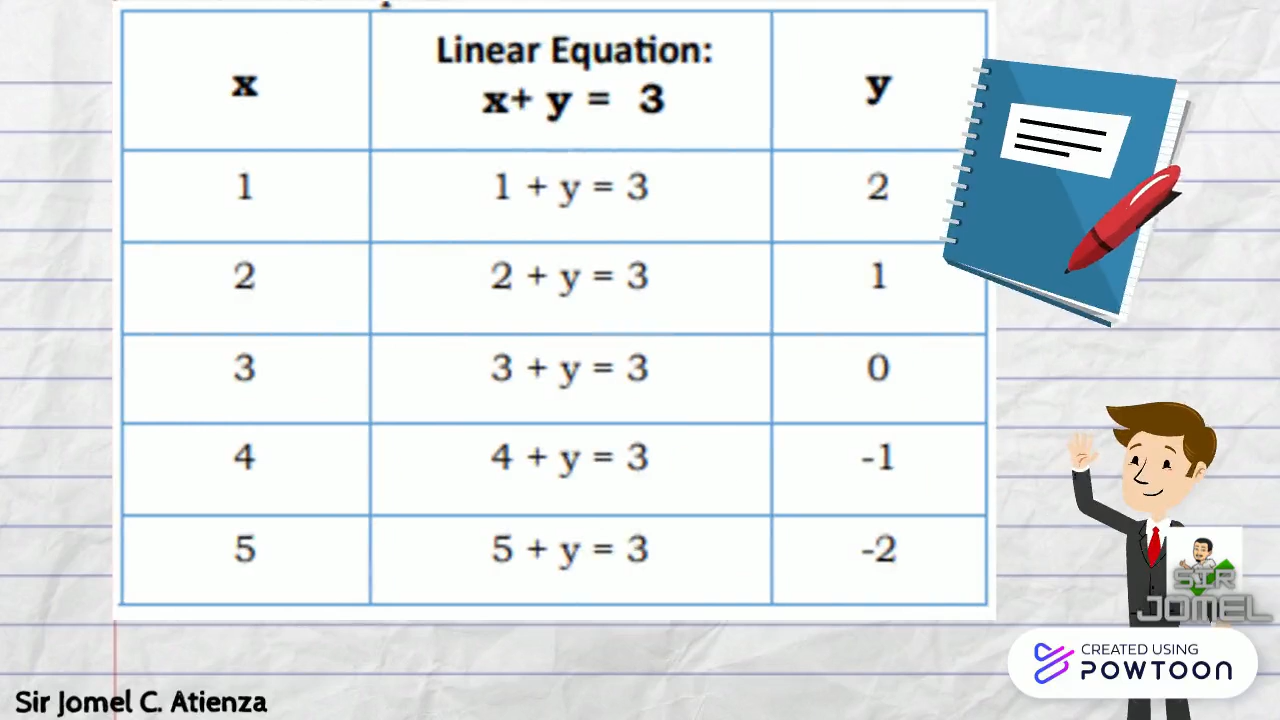 x
Linear Equation:
x+ y = 3
y
1
1 + y = 3
2
2
2 + y = 3
1
3
3 + y = 3
0
4
4 + y = 3
-1
5
5 + y = 3
-2
SIR
JOMEL
CREATED USING
POWTOON
Sir Jomel C. Atienza